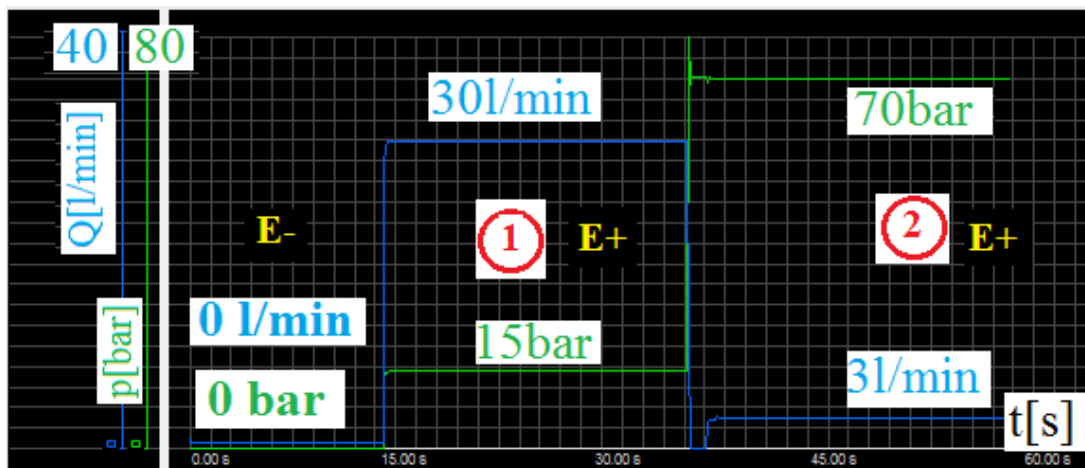 40 80
Q[l/min]
p[bar]
30l/min
70bar
E-
1
E+
2
E+
0 l/min
15bar
0 bar
3l/min
t[s]
0.00 s 15.00 s 30.00 s 45.00 s 60.00 s